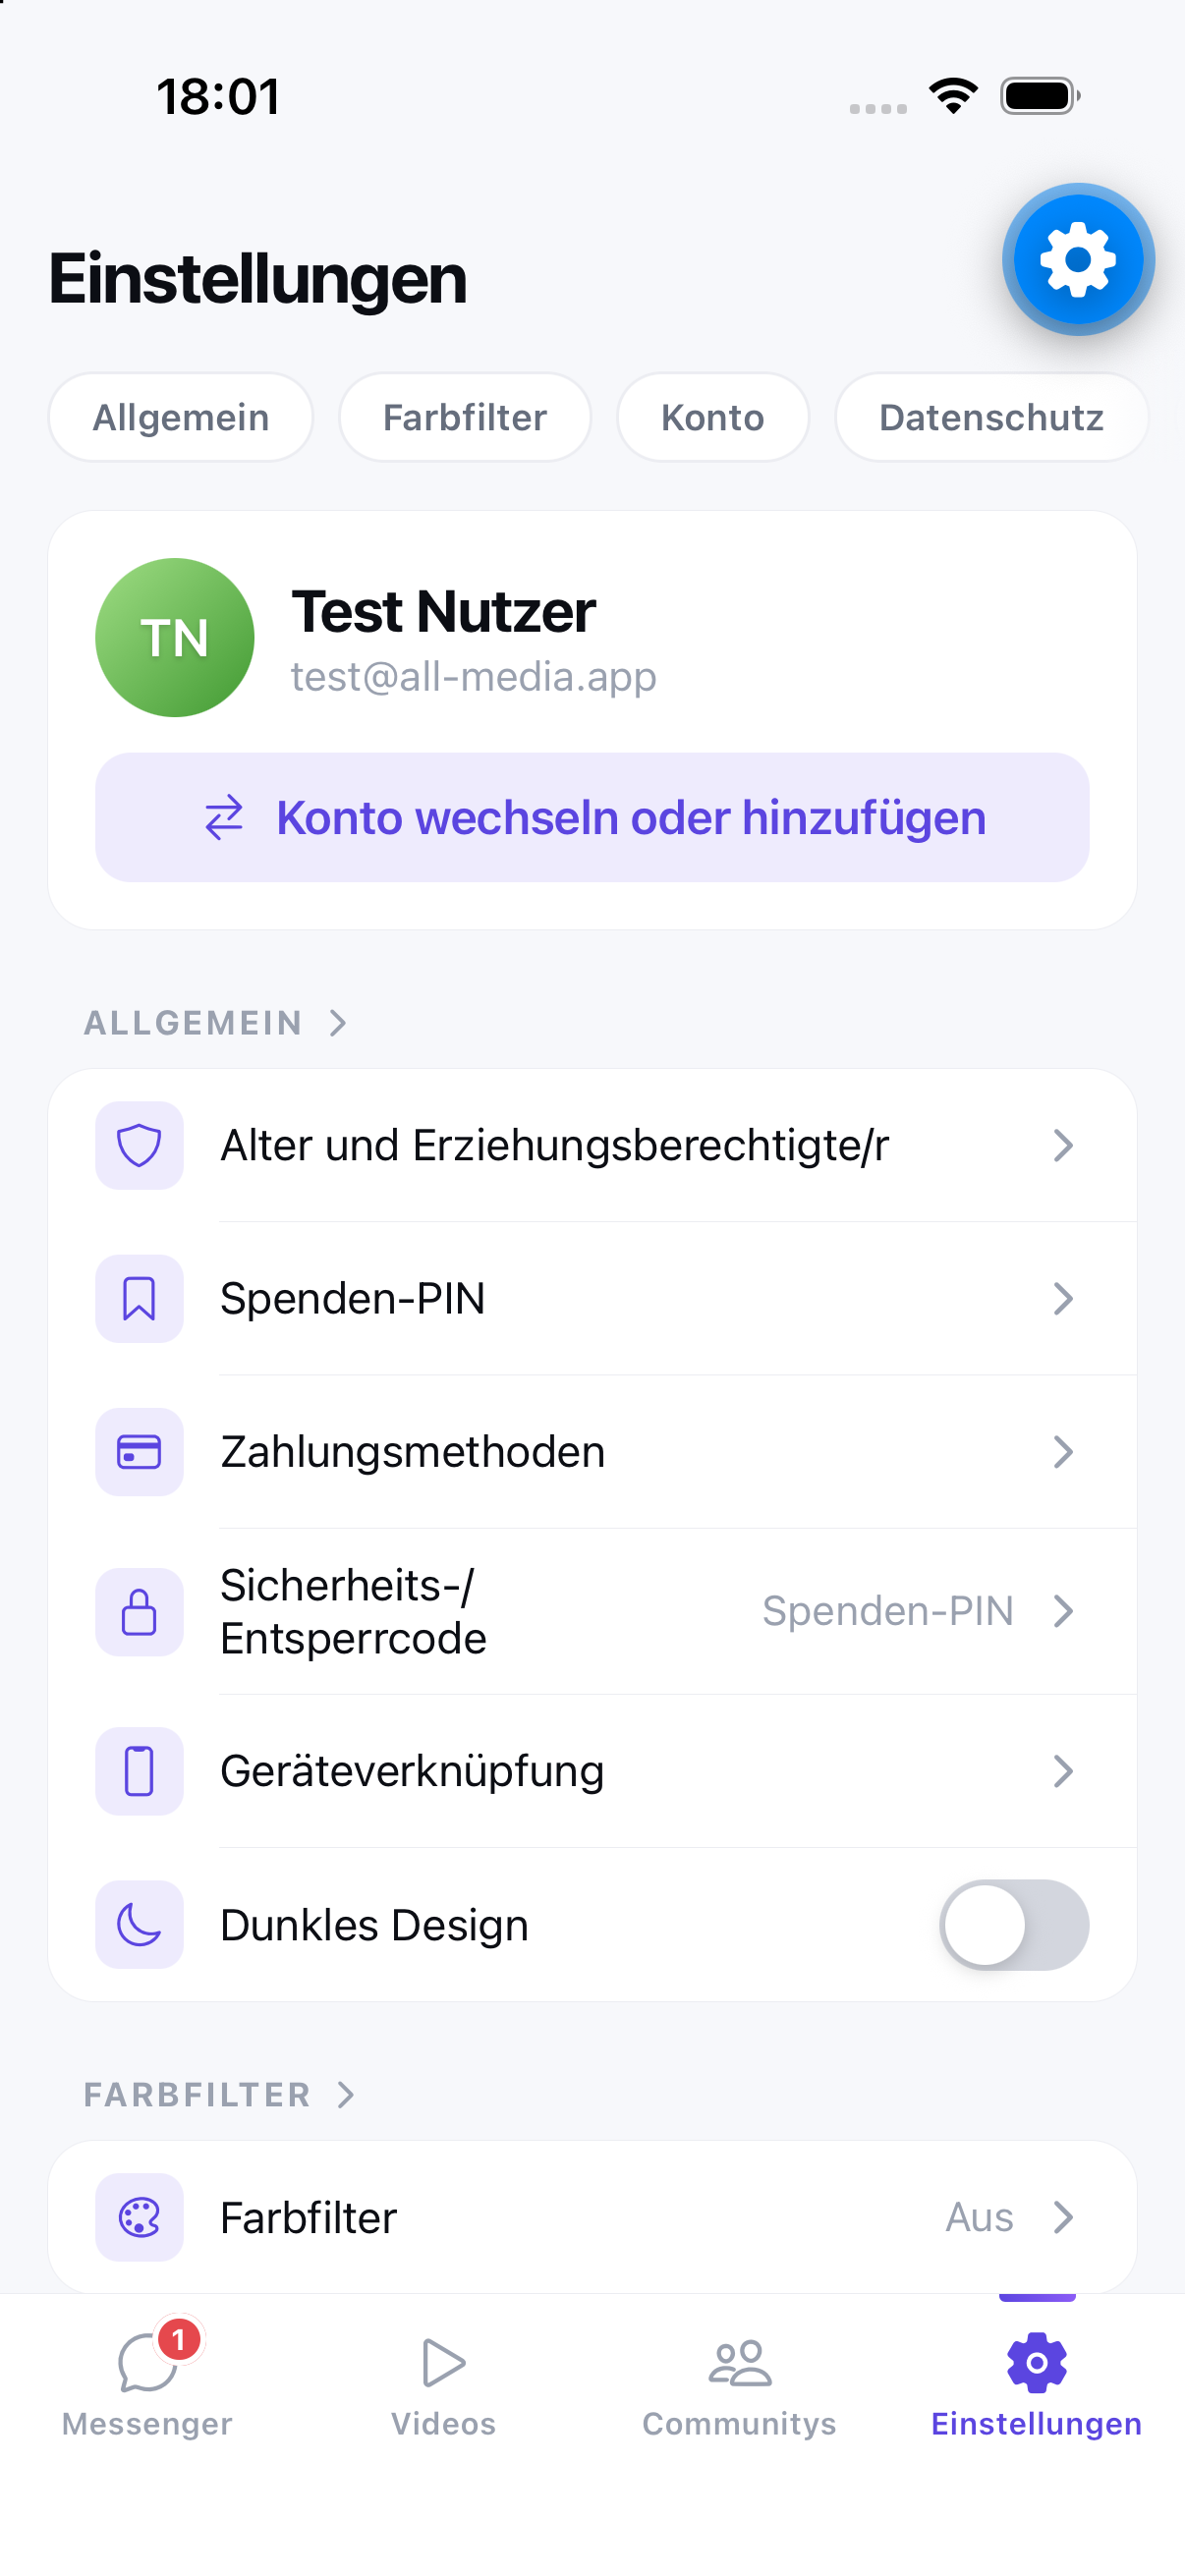 18:01
Einstellungen
Allgemein
Farbfilter
Konto
Datenschutz
TN
Test Nutzer
test@all-media.app
Konto wechseln oder hinzufügen
ALLGEMEIN
Alter und Erziehungsberechtigte/r
Spenden-PIN
Zahlungsmethoden
Sicherheits-/
Entsperrcode
Spenden-PIN
Geräteverknüpfung
Dunkles Design
FARBFILTER
Farbfilter
Aus
1
Messenger
Videos
Communitys
Einstellungen